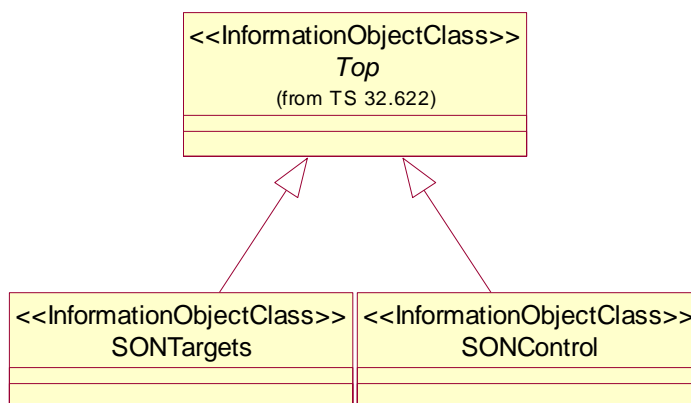 <<InformationObjectClass>>
Top
(from TS 32.622)
<<InformationObjectClass>>
SONTargets
<<InformationObjectClass>>
SONControl